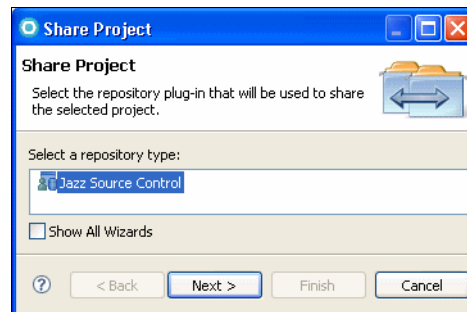 Share Project
Share Project
Select the repository plug-in that will be used to share
the selected project.
Select a repository type:
Jazz Source Control
Show All Wizards
? < Back Next > Finish Cancel